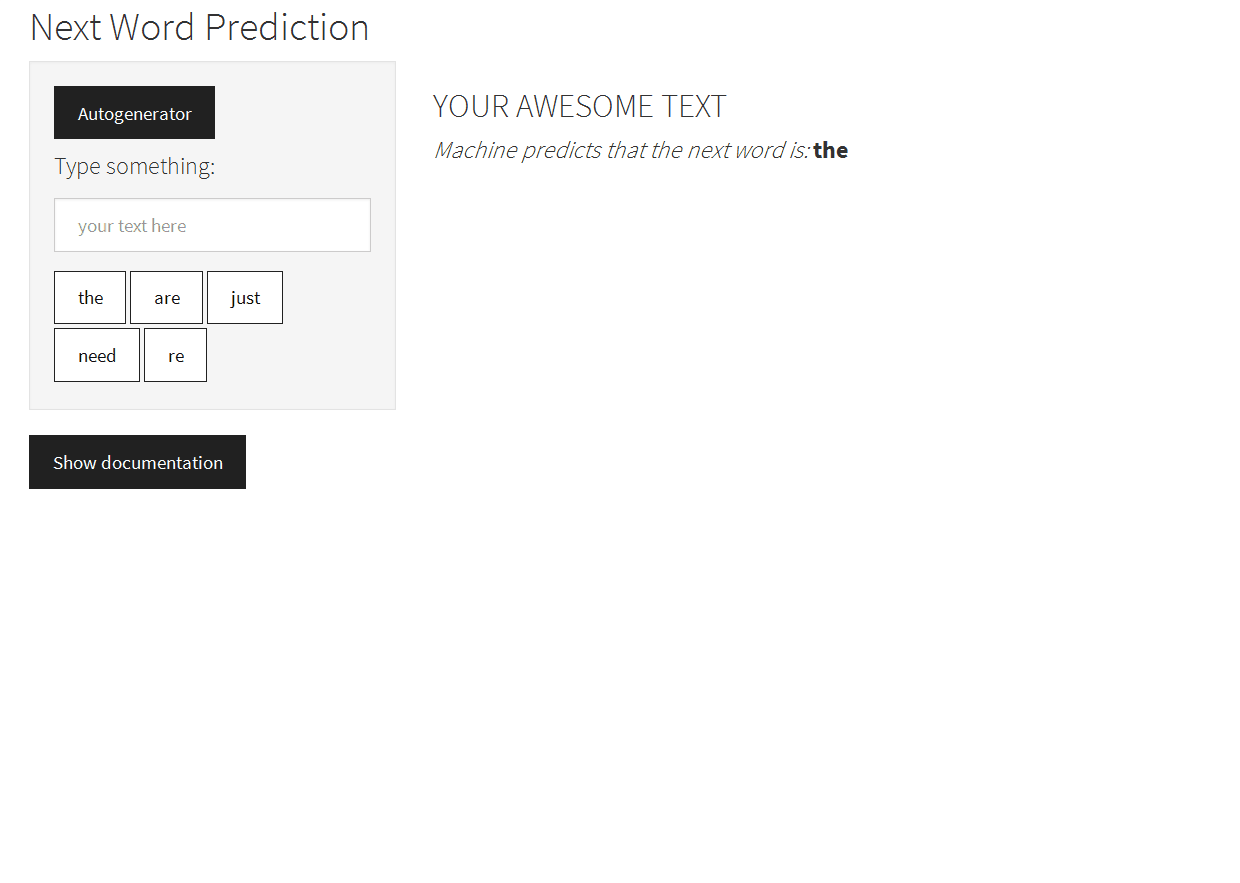 Next Word Prediction
Autogenerator
Type something:
your text here
the are just
need re
Show documentation
YOUR AWESOME TEXT
Machine predicts that the next word is: the